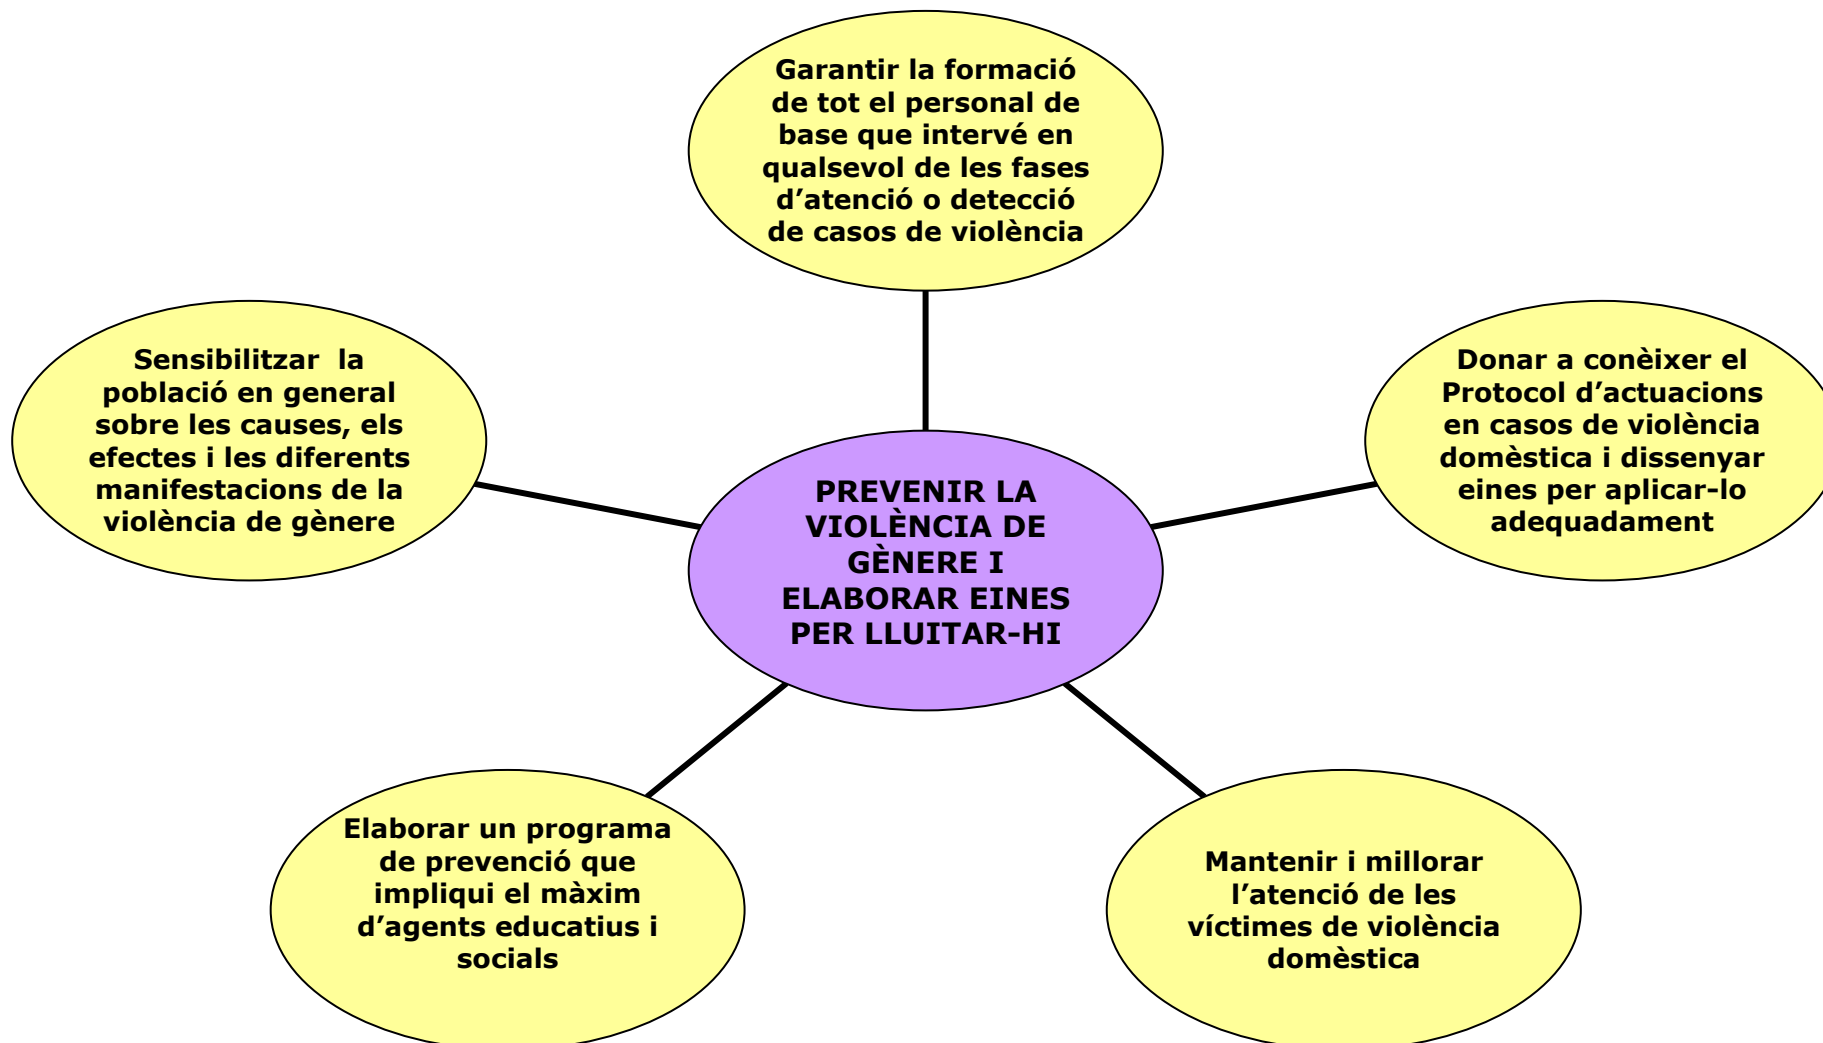 Garantir la formació
de tot el personal de
base que intervé en
qualsevol de les fases
d’atenció o detecció
de casos de violència
Sensibilitzar  la
població en general
sobre les causes, els
efectes i les diferents
manifestacions de la
violència de gènere
Donar a conèixer el
Protocol d’actuacions
en casos de violència
domèstica i dissenyar
eines per aplicar-lo
adequadament
PREVENIR LA
VIOLÈNCIA DE
GÈNERE I
ELABORAR EINES
PER LLUITAR-HI
Elaborar un programa
de prevenció que
impliqui el màxim
d’agents educatius i
socials
Mantenir i millorar
l’atenció de les
víctimes de violència
domèstica